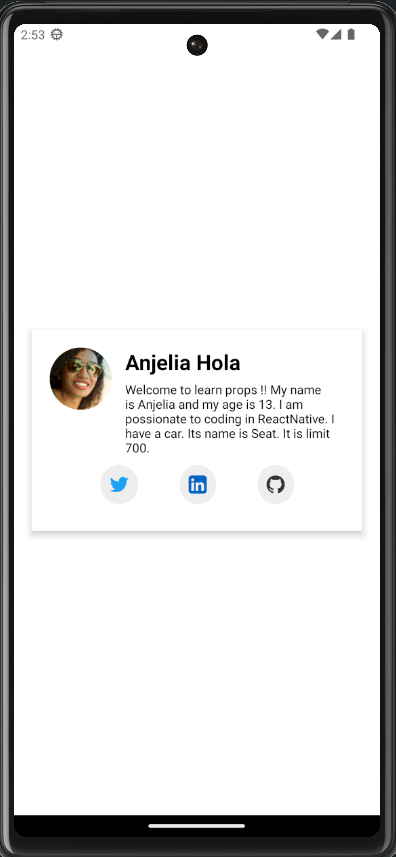 2:53
Anjelia Hola
Welcome to learn props !! My name
is Anjelia and my age is 13. I am
possionate to coding in ReactNative. I
have a car. Its name is Seat. It is limit
700.
in